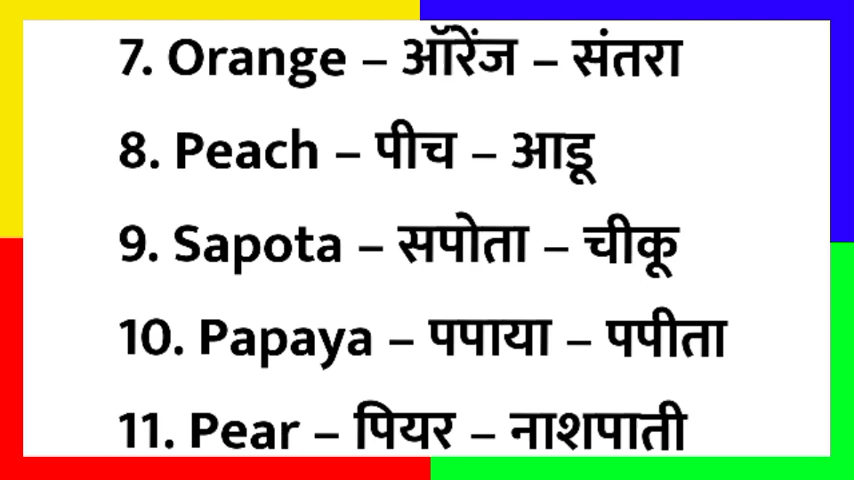 7. Orange – ऑरेंज – संतरा
8. Peach – पीच – आडू
9. Sapota – सपोता – चीकू
10. Papaya – पपाया – पपीता
11. Pear – पियर – नाशपाती